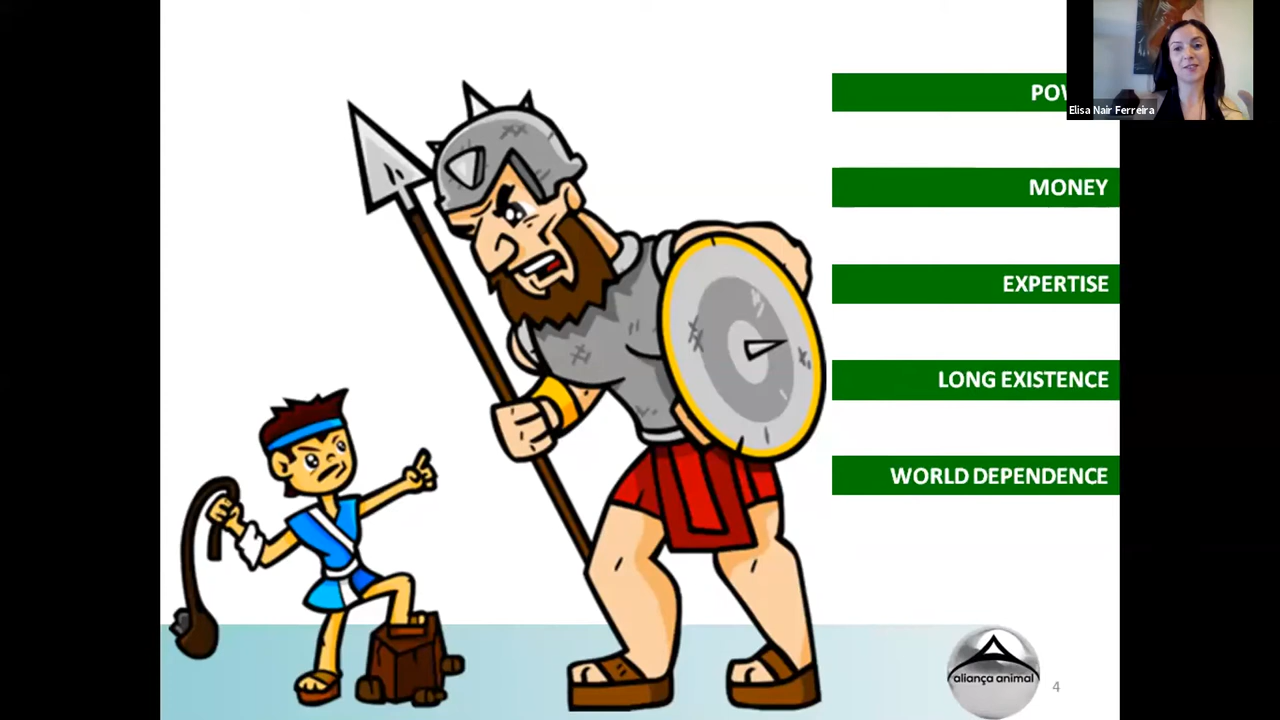 Elisa Nair Ferreira
MONEY
EXPERTISE
LONG EXISTENCE
WORLD DEPENDENCE
aliança animal
4